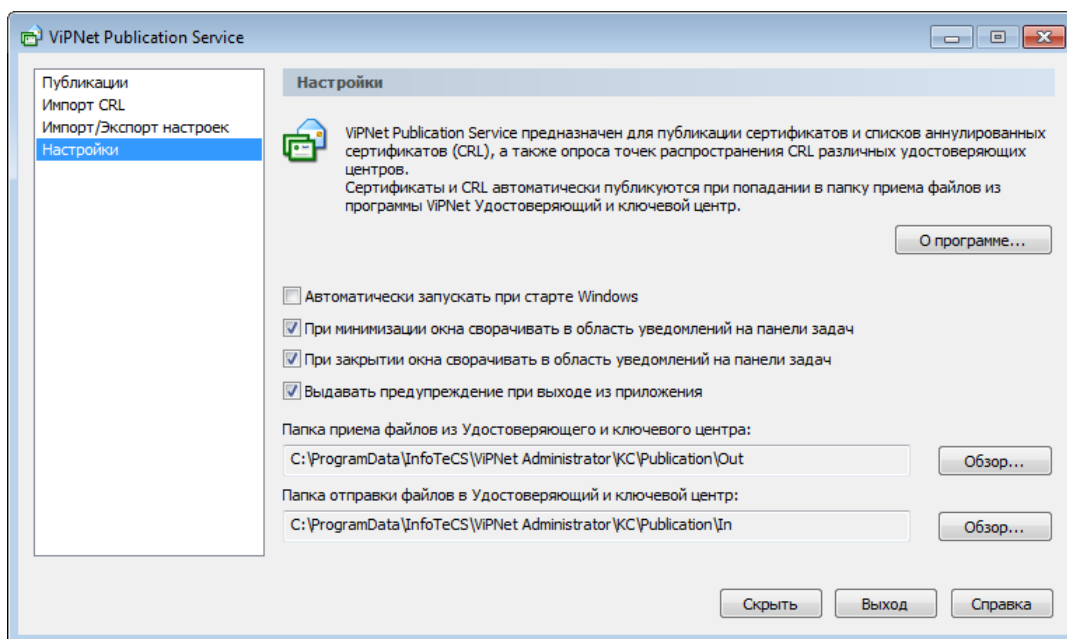 ViPNet Publication Service
Публикации
Импорт CRL
Импорт/Экспорт настроек
Настройки
Настройки
ViPNet Publication Service предназначен для публикации сертификатов и списков аннулированных
сертификатов (CRL), а также опроса точек распространения CRL различных удостоверяющих
центров.
Сертификаты и CRL автоматически публикуются при попадании в папку приема файлов из
программы ViPNet Удостоверяющий и ключевой центр.
О программе...
Автоматически запускать при старте Windows
При минимизации окна сворачивать в область уведомлений на панели задач
При закрытии окна сворачивать в область уведомлений на панели задач
Выдавать предупреждение при выходе из приложения
Папка приема файлов из Удостоверяющего и ключевого центра:
C:\ProgramData\InfoTeCS\ViPNet Administrator\KC\Publication\Out
Обзор...
Папка отправки файлов в Удостоверяющий и ключевой центр:
C:\ProgramData\InfoTeCS\ViPNet Administrator\KC\Publication\In
Обзор...
Скрыть
Выход
Справка